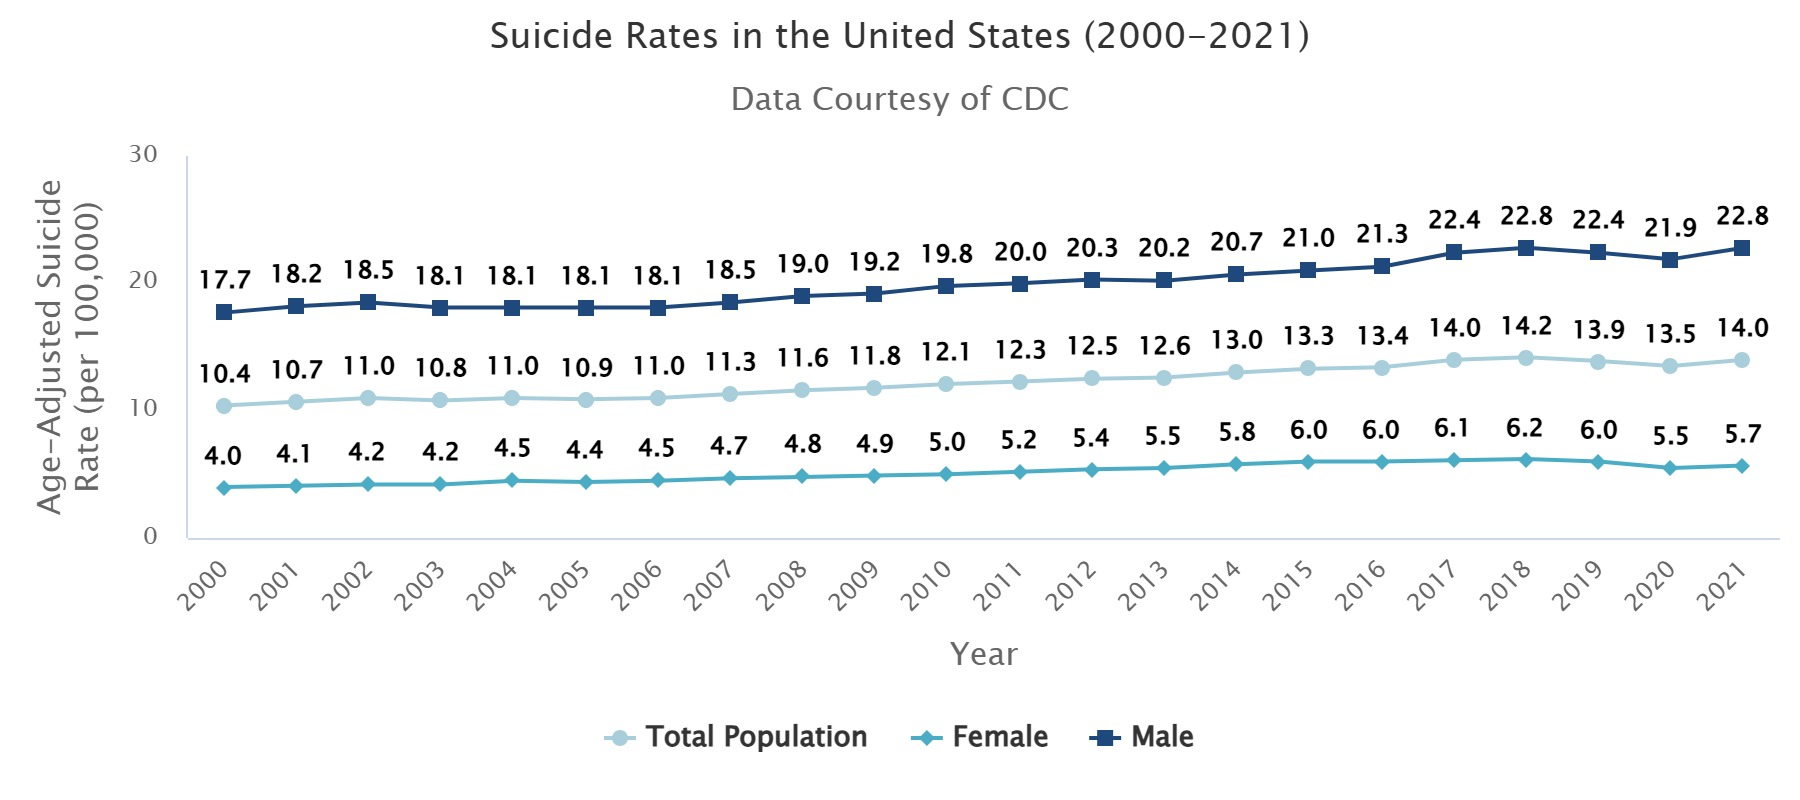 Suicide Rates in the United States (2000-2021)
Data Courtesy of CDC
Age-Adjusted Suicide
Rate (per 100,000)
30
20
10
0
17.7 18.2 18.5 18.1 18.1 18.1 18.1 18.5 19.0 19.2 19.8 20.0 20.3 20.2 20.7 21.0 21.3 22.4 22.8 22.4 21.9 22.8
10.4 10.7 11.0 10.8 11.0 10.9 11.0 11.3 11.6 11.8 12.1 12.3 12.5 12.6 13.0 13.3 13.4 14.0 14.2 13.9 13.5 14.0
4.0 4.1 4.2 4.2 4.5 4.4 4.5 4.7 4.8 4.9 5.0 5.2 5.4 5.5 5.8 6.0 6.0 6.1 6.2 6.0 5.5 5.7
2000 2001 2002 2003 2004 2005 2006 2007 2008 2009 2010 2011 2012 2013 2014 2015 2016 2017 2018 2019 2020 2021
Year
Total Population Female Male